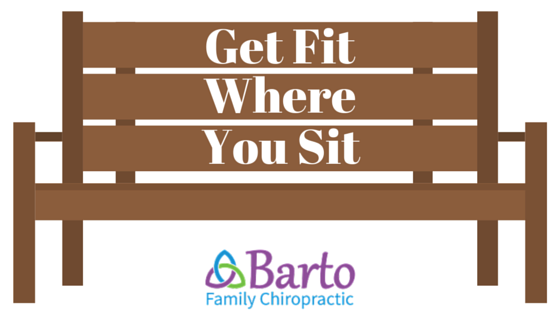 Get Fit
Where
You Sit
Barto
Family Chiropractic